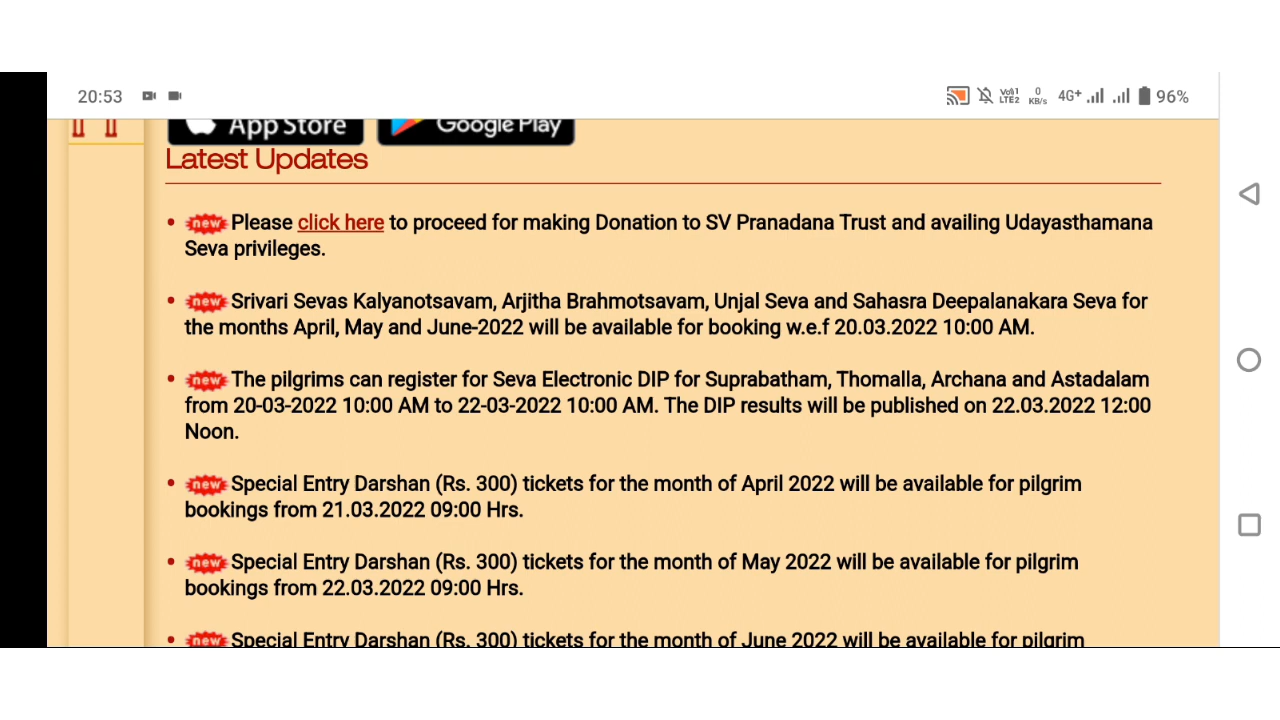 20:53 Vo1 LTE2 0 KB/s 4G+ 96%
App Store Google Play
Latest Updates
new Please click here to proceed for making Donation to SV Pranadana Trust and availing Udayasthamana
Seva privileges.
new Srivari Sevas Kalyanotsavam, Arjitha Brahmotsavam, Unjal Seva and Sahasra Deepalanakara Seva for
the months April, May and June-2022 will be available for booking w.e.f 20.03.2022 10:00 AM.
new The pilgrims can register for Seva Electronic DIP for Suprabatham, Thomalla, Archana and Astadalam
from 20-03-2022 10:00 AM to 22-03-2022 10:00 AM. The DIP results will be published on 22.03.2022 12:00
Noon.
new Special Entry Darshan (Rs. 300) tickets for the month of April 2022 will be available for pilgrim
bookings from 21.03.2022 09:00 Hrs.
new Special Entry Darshan (Rs. 300) tickets for the month of May 2022 will be available for pilgrim
bookings from 22.03.2022 09:00 Hrs.
new Special Entry Darshan (Rs. 300) tickets for the month of June 2022 will be available for pilgrim